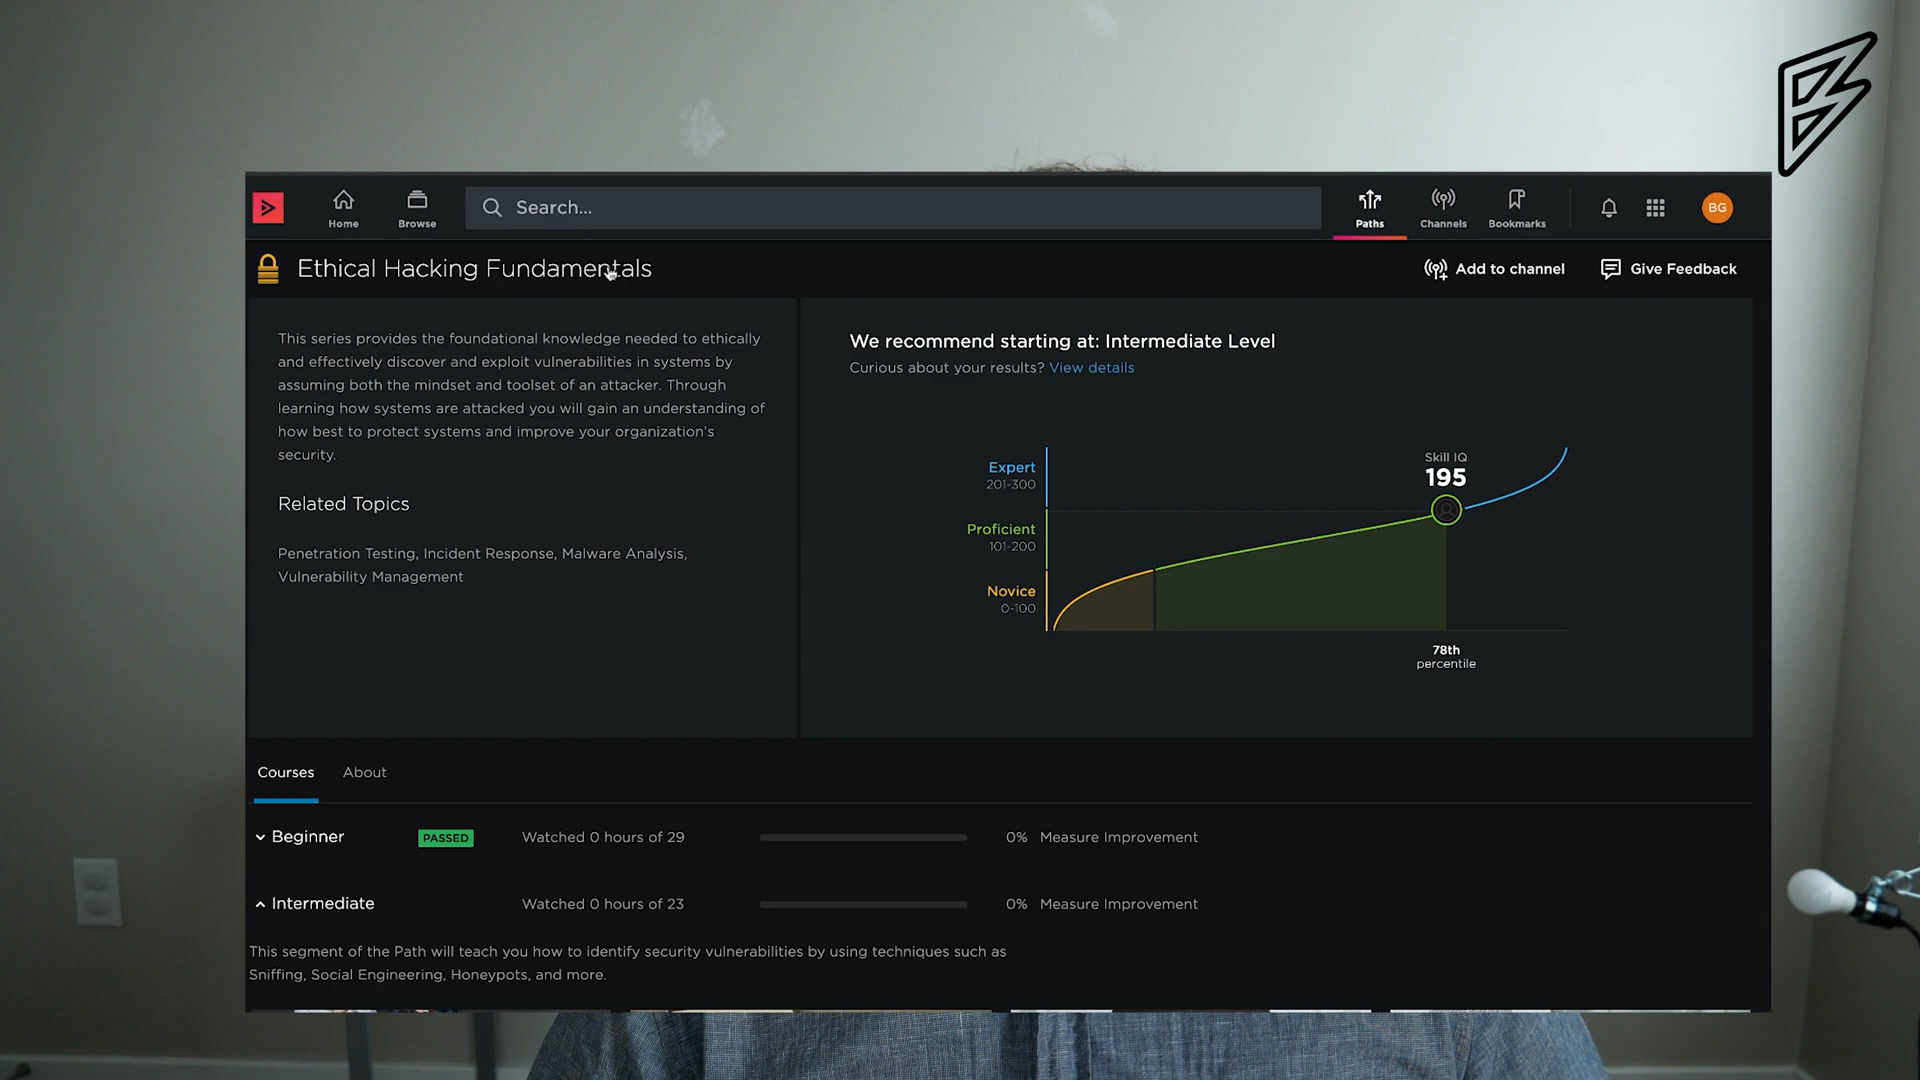 Home
Browse
Search...
Paths
Channels
Bookmarks
BG
Ethical Hacking Fundamentals
Add to channel
Give Feedback
This series provides the foundational knowledge needed to ethically
and effectively discover and exploit vulnerabilities in systems by
assuming both the mindset and toolset of an attacker. Through
learning how systems are attacked you will gain an understanding of
how best to protect systems and improve your organization's
security.
Related Topics
Penetration Testing, Incident Response, Malware Analysis,
Vulnerability Management
We recommend starting at: Intermediate Level
Curious about your results? View details
Expert
201-300
Proficient
101-200
Novice
0-100
Skill IQ
195
78th
percentile
Courses
About
Beginner PASSED Watched 0 hours of 29 0% Measure Improvement
Intermediate Watched 0 hours of 23 0% Measure Improvement
This segment of the Path will teach you how to identify security vulnerabilities by using techniques such as
Sniffing, Social Engineering, Honeypots, and more.